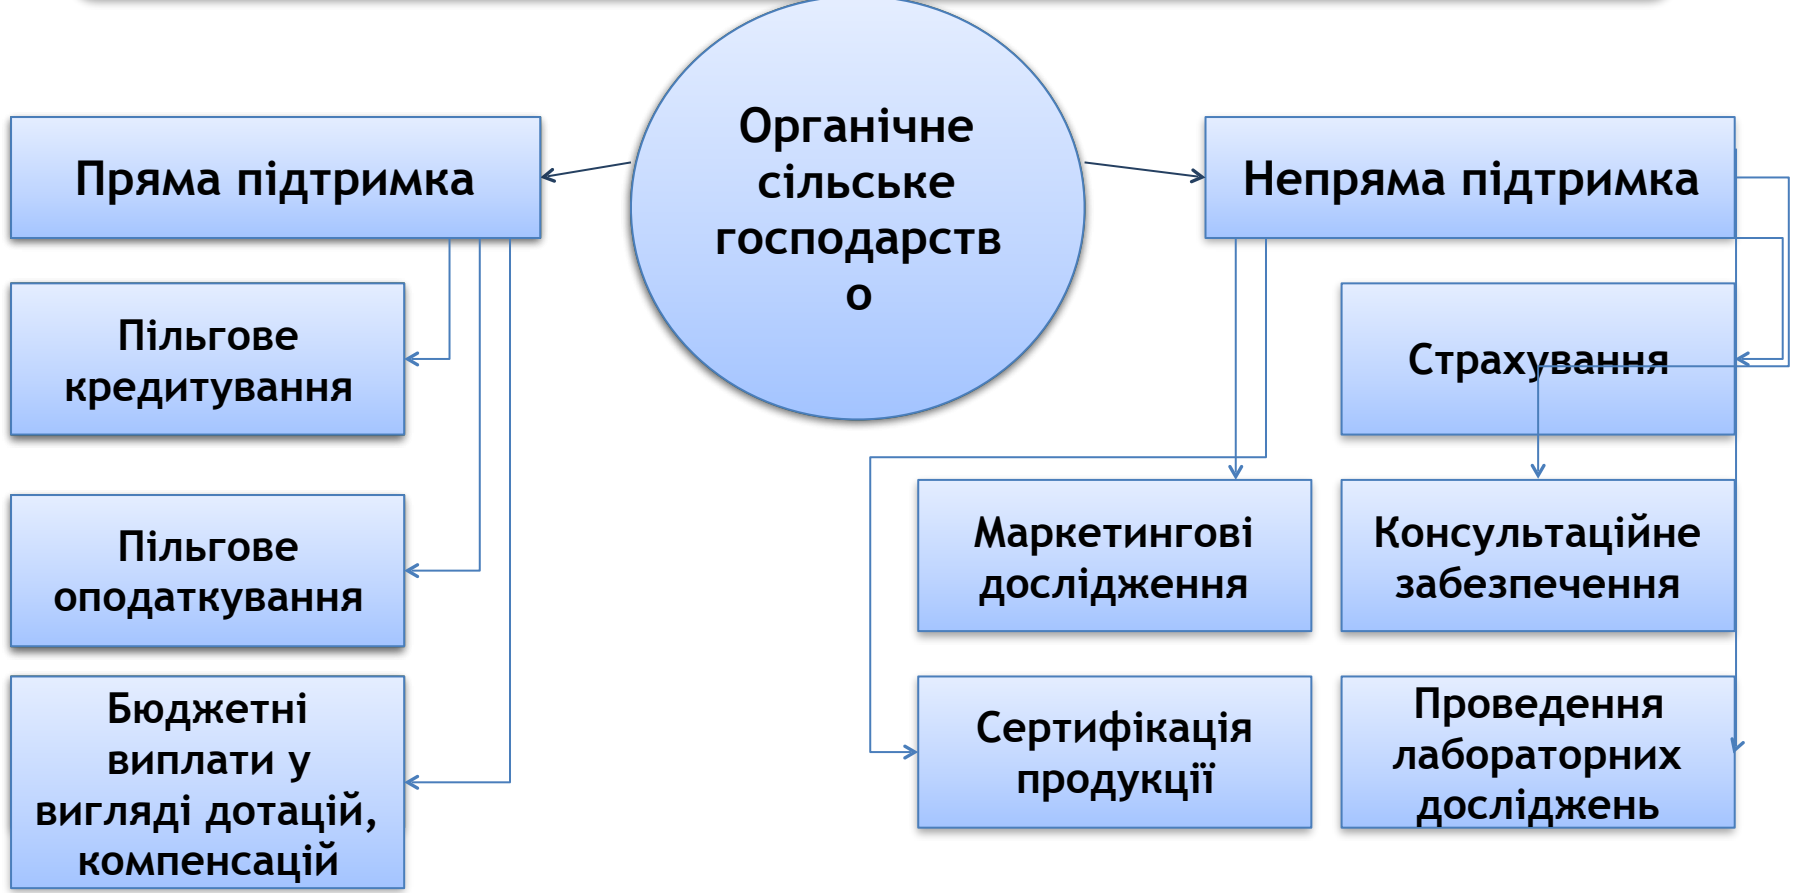 Органічне
сільське
господарств
о
Пряма підтримка
Непряма підтримка
Пільгове
кредитування
Страхування
Пільгове
оподаткування
Маркетингові
дослідження
Консультаційне
забезпечення
Бюджетні
виплати у
вигляді дотацій,
компенсацій
Сертифікація
продукції
Проведення
лабораторних
досліджень